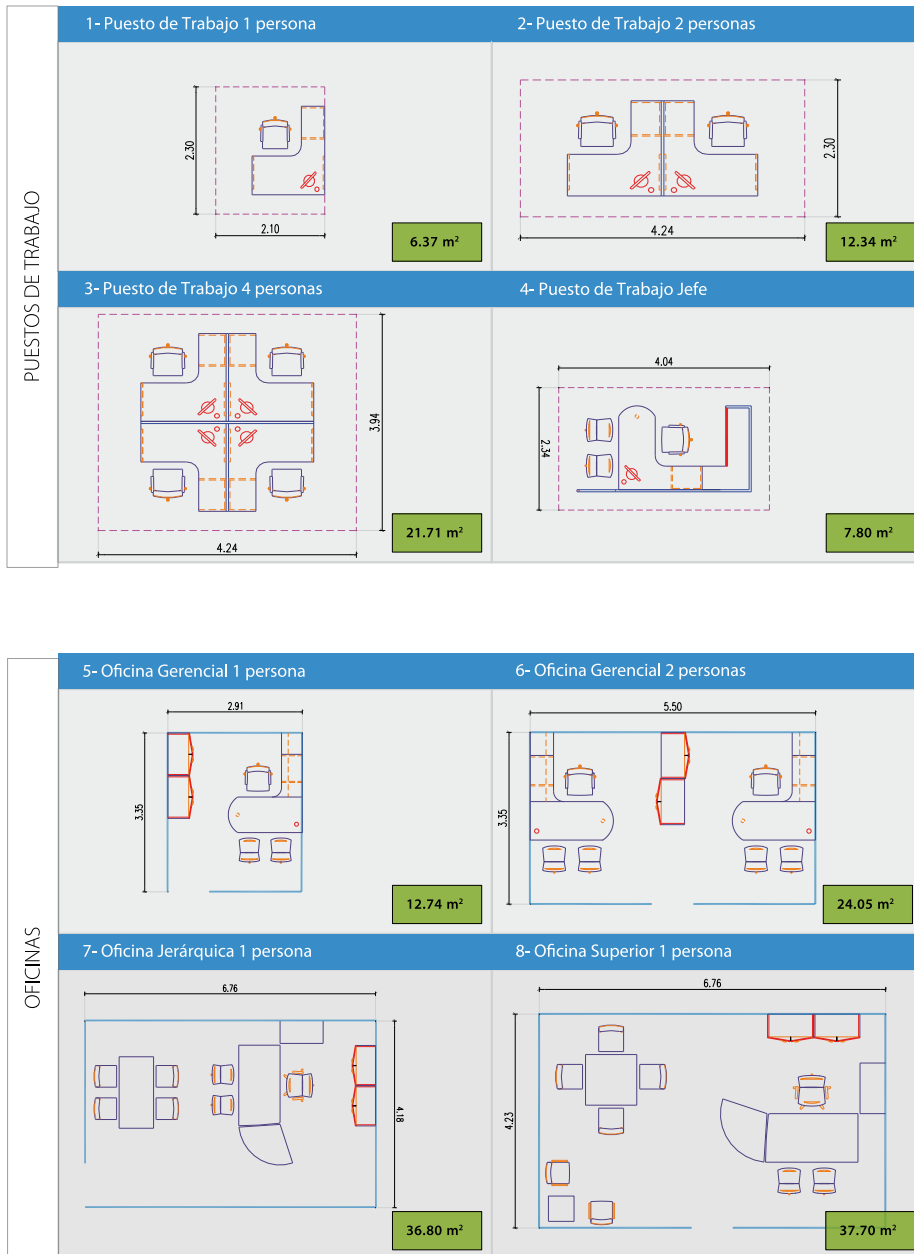 PUESTOS DE TRABAJO
1- Puesto de Trabajo 1 persona
2.30
2.10
6.37 m²
2- Puesto de Trabajo 2 personas
2.30
4.24
12.34 m²
3- Puesto de Trabajo 4 personas
3.94
4.24
21.71 m²
4- Puesto de Trabajo Jefe
4.04
2.34
7.80 m²
OFICINAS
5- Oficina Gerencial 1 persona
2.91
3.35
12.74 m²
6- Oficina Gerencial 2 personas
5.50
3.35
24.05 m²
7- Oficina Jerárquica 1 persona
6.76
4.18
36.80 m²
8- Oficina Superior 1 persona
6.76
4.23
37.70 m²